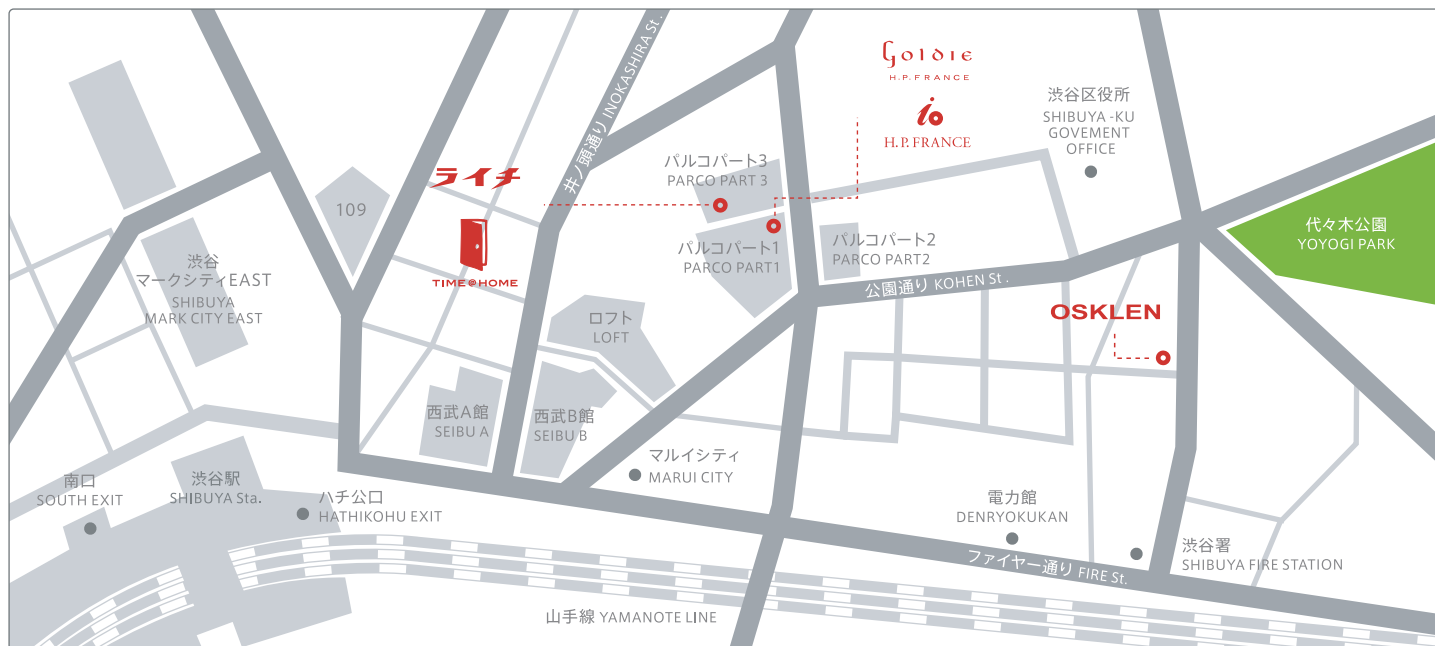 Goldie
H.P.FRANCE
io
H.P.FRANCE
渋谷区役所
SHIBUYA -KU
GOVEMENT
OFFICE
井ノ頭通り INOKASHIRA St.
ライチ
TIME@HOME
パルコパート3
PARCO PART 3
109
パルコパート1
PARCO PART1
パルコパート2
PARCO PART2
代々木公園
YOYOGI PARK
渋谷
マークシティEAST
SHIBUYA
MARK CITY EAST
公園通り KOHEN St .
OSKLEN
ロフト
LOFT
西武A館
SEIBU A
西武B館
SEIBU B
マルイシティ
MARUI CITY
南口
SOUTH EXIT
渋谷駅
SHIBUYA Sta.
ハチ公口
HATHIKOHU EXIT
電力館
DENRYOKUKAN
渋谷署
SHIBUYA FIRE STATION
ファイヤー通り FIRE St.
山手線 YAMANOTE LINE